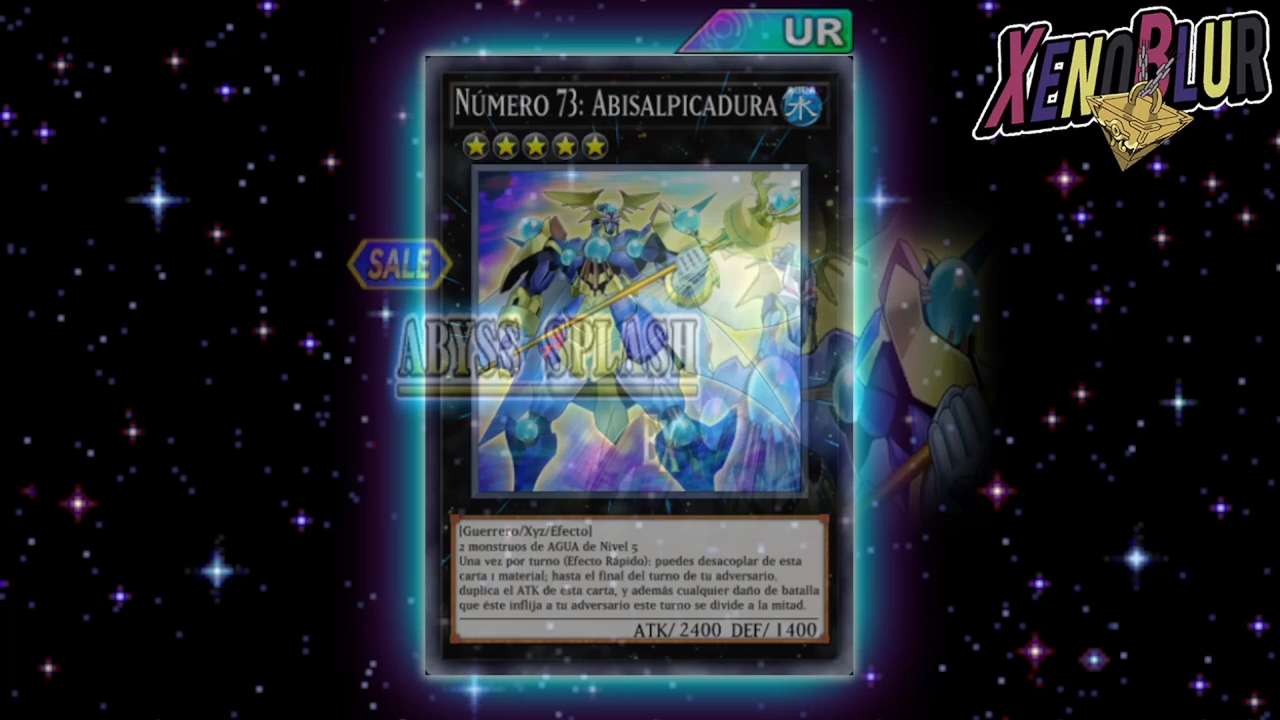 UR
XENOBLUR
NÚMERO 73: ABISALPICADURA
AGUA
水
SALE
ABYSS SPLASH
[Guerrero/Xyz/Efecto]
2 monstruos de AGUA de Nivel 5
Una vez por turno (Efecto Rápido): puedes desacoplar de esta
carta 1 material; hasta el final del turno de tu adversario,
duplica el ATK de esta carta, y además cualquier daño de batalla
que éste inflija a tu adversario este turno se divide a la mitad.
ATK/ 2400 DEF/ 1400